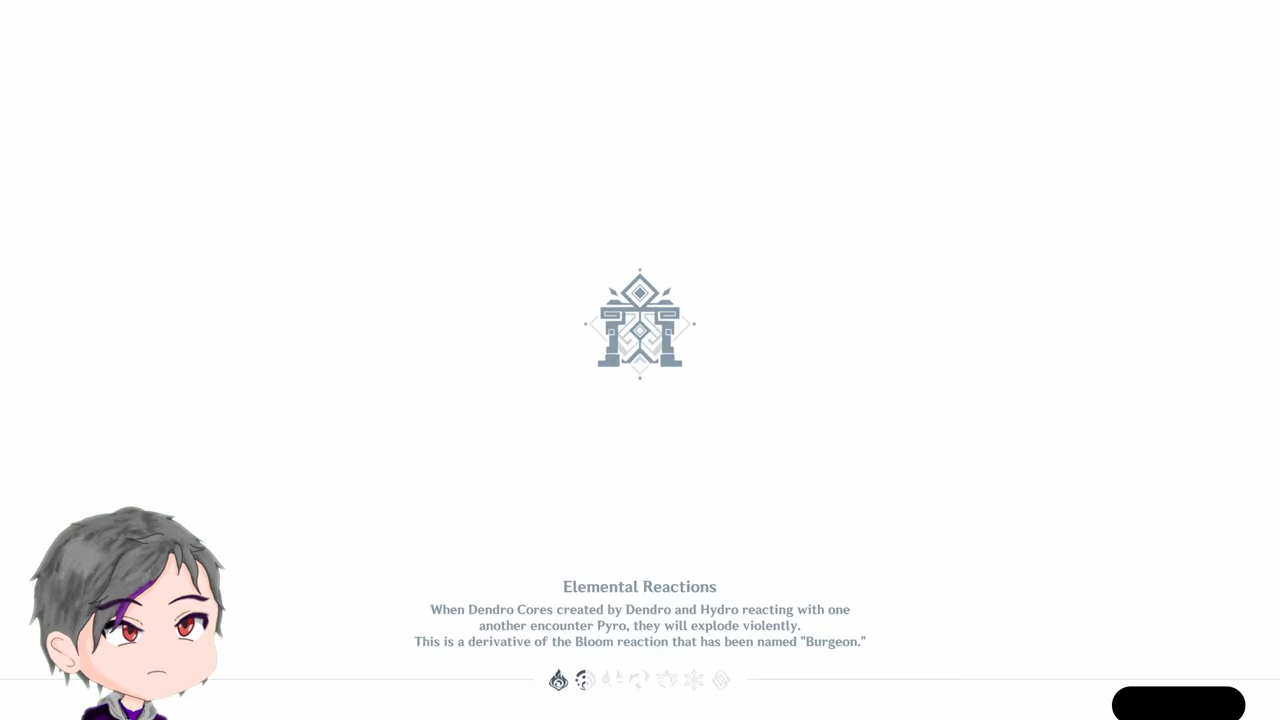 Elemental Reactions
When Dendro Cores created by Dendro and Hydro reacting with one
another encounter Pyro, they will explode violently.
This is a derivative of the Bloom reaction that has been named "Burgeon."